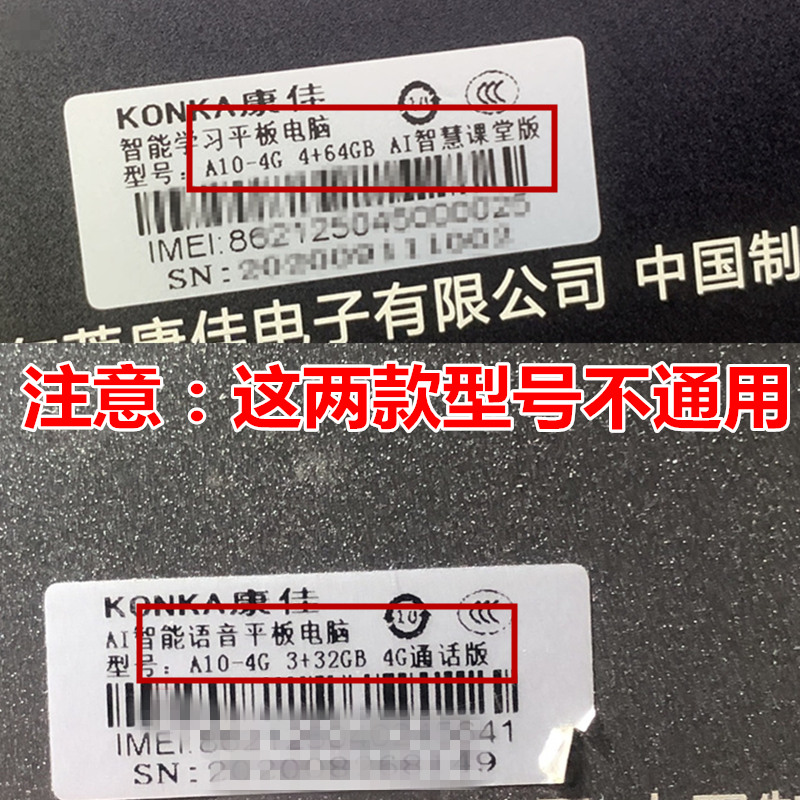 KONKA康佳
智能学习平板电脑
型号：A10-4G 4+64GB AI智慧课堂版
IMEI:
SN:
康佳电子有限公司 中国制
注意：这两款型号不通用
KONKA康佳
AI智能语音平板电脑
型号：A10-4G 3+32GB 4G通话版
IMEI:
SN: